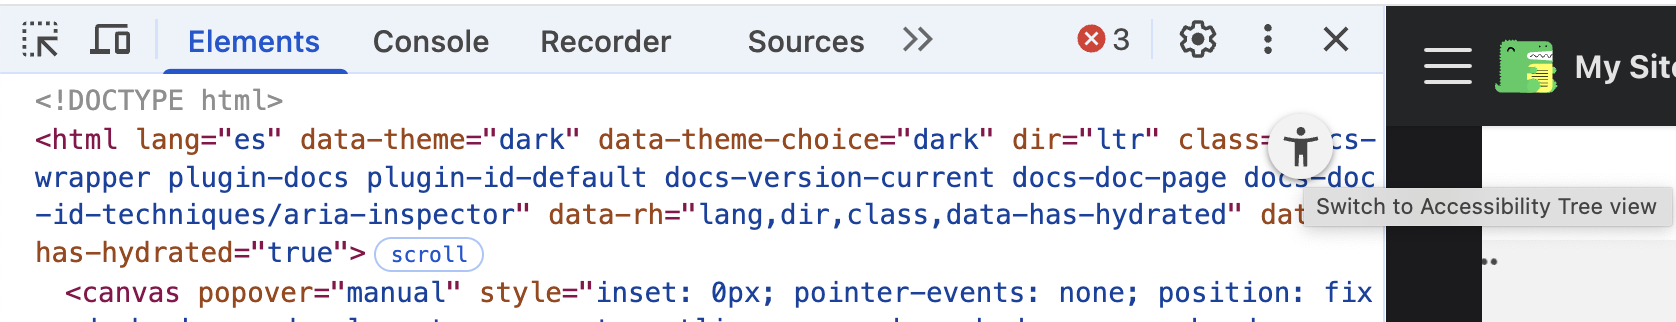 Elements Console Recorder Sources 3
My Sit
<!DOCTYPE html>
<html lang="es" data-theme="dark" data-theme-choice="dark" dir="ltr" class= cs-
wrapper plugin-docs plugin-id-default docs-version-current docs-doc-page docs-doc
-id-techniques/aria-inspector" data-rh="lang,dir,class,data-has-hydrated" dat
Switch to Accessibility Tree view
has-hydrated="true"> scroll
<canvas popover="manual" style="inset: 0px; pointer-events: none; position: fix